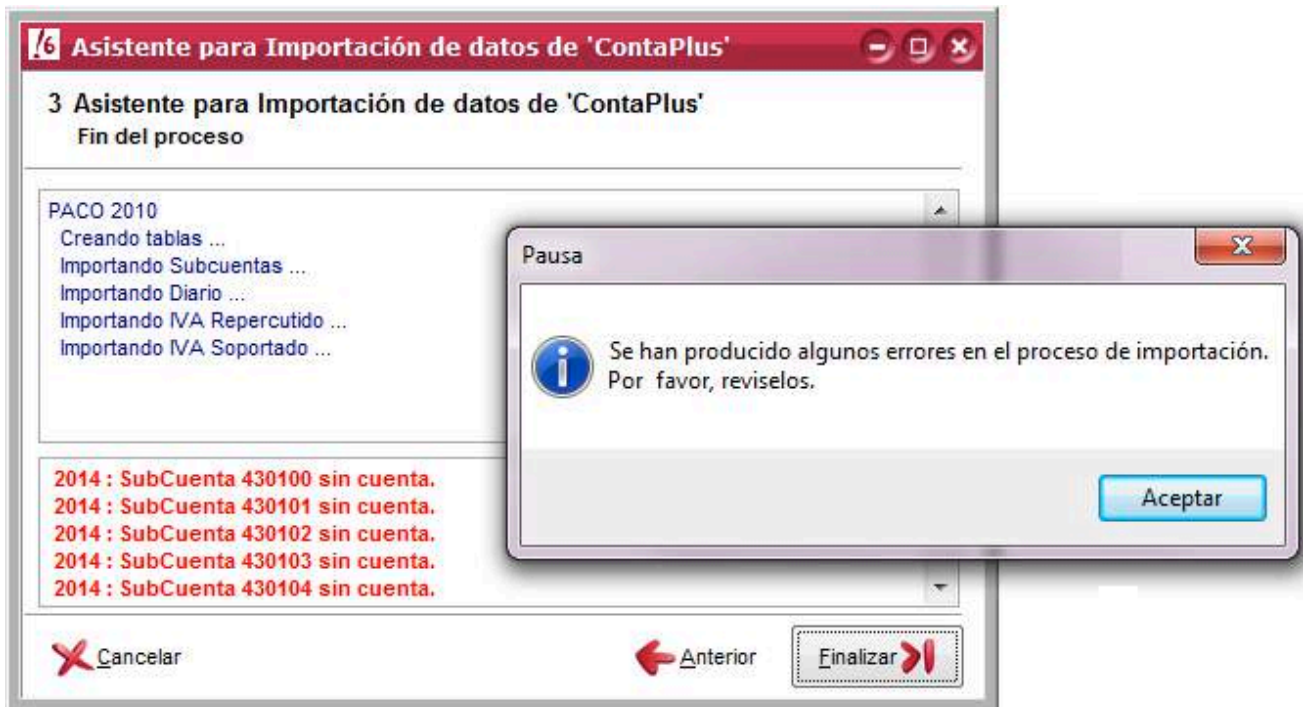 Asistente para Importación de datos de 'ContaPlus'
3 Asistente para Importación de datos de 'ContaPlus'
Fin del proceso
PACO 2010
Creando tablas ...
Importando Subcuentas ...
Importando Diario ...
Importando IVA Repercutido ...
Importando IVA Soportado ...
Pausa
Se han producido algunos errores en el proceso de importación.
Por favor, reviselos.
Aceptar
2014 : SubCuenta 430100 sin cuenta.
2014 : SubCuenta 430101 sin cuenta.
2014 : SubCuenta 430102 sin cuenta.
2014 : SubCuenta 430103 sin cuenta.
2014 : SubCuenta 430104 sin cuenta.
Cancelar
Anterior
Finalizar